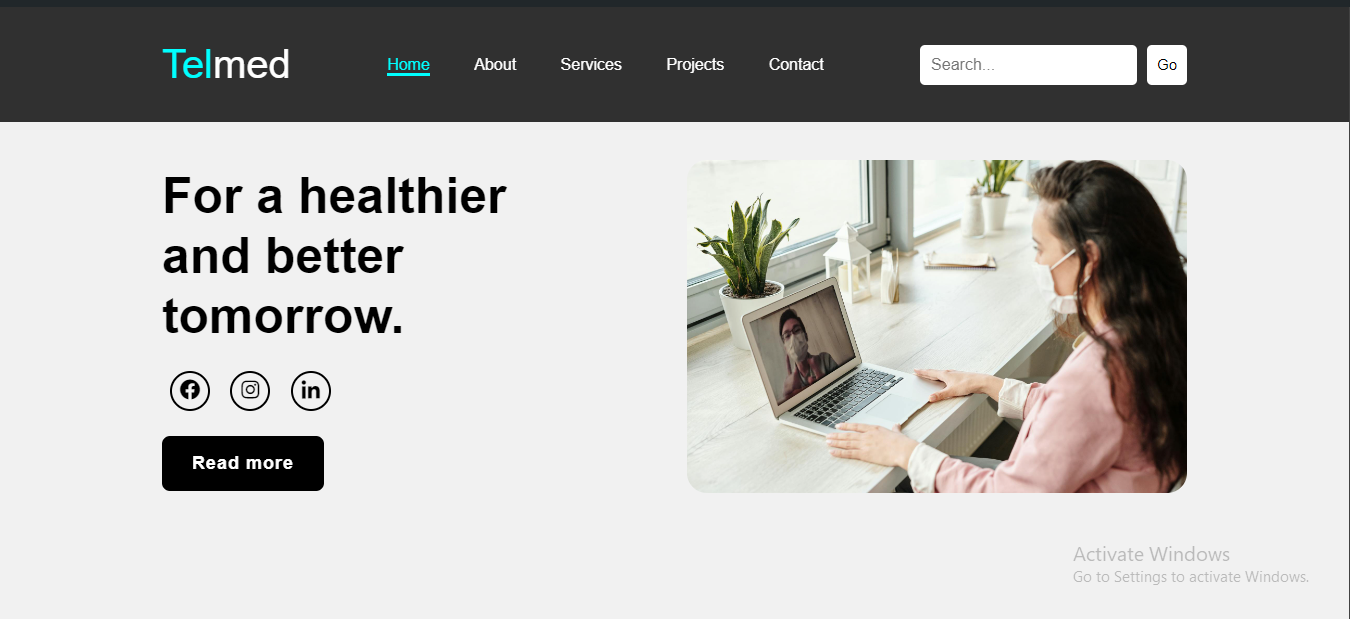 Telmed
Home About Services Projects Contact
Search... Go
For a healthier
and better
tomorrow.
Read more
Activate Windows
Go to Settings to activate Windows.